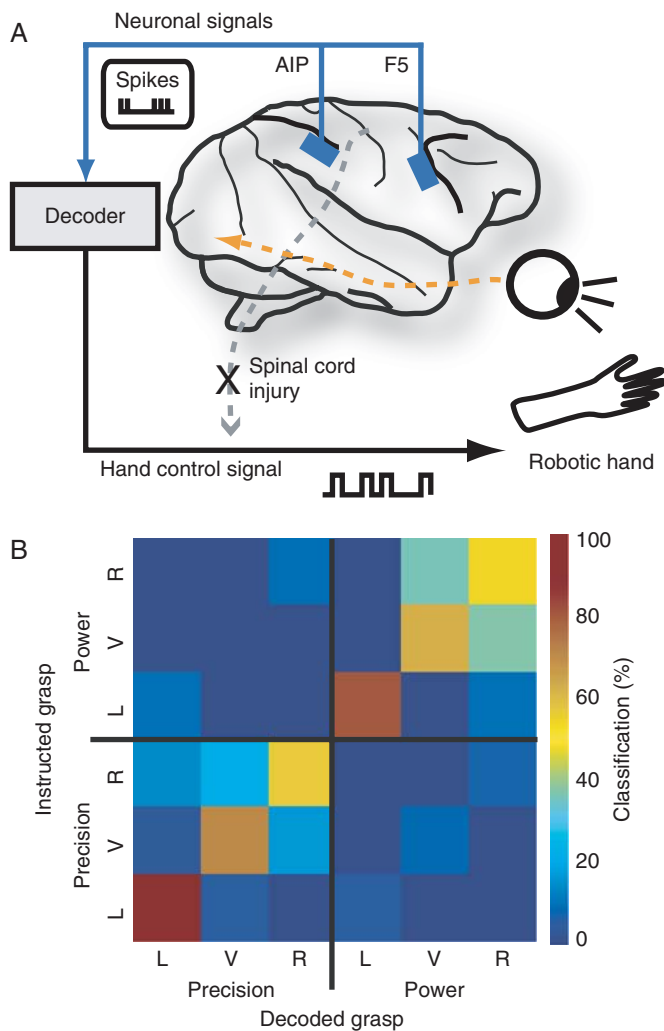 A
Neuronal signals
AIP
F5
Spikes
Decoder
X
Spinal cord
injury
Hand control signal
Robotic hand
B
Instructed grasp
Power
R
V
L
Precision
R
V
L
L V R L V R
Precision Power
Decoded grasp
100
80
60
40
20
0
Classification (%)